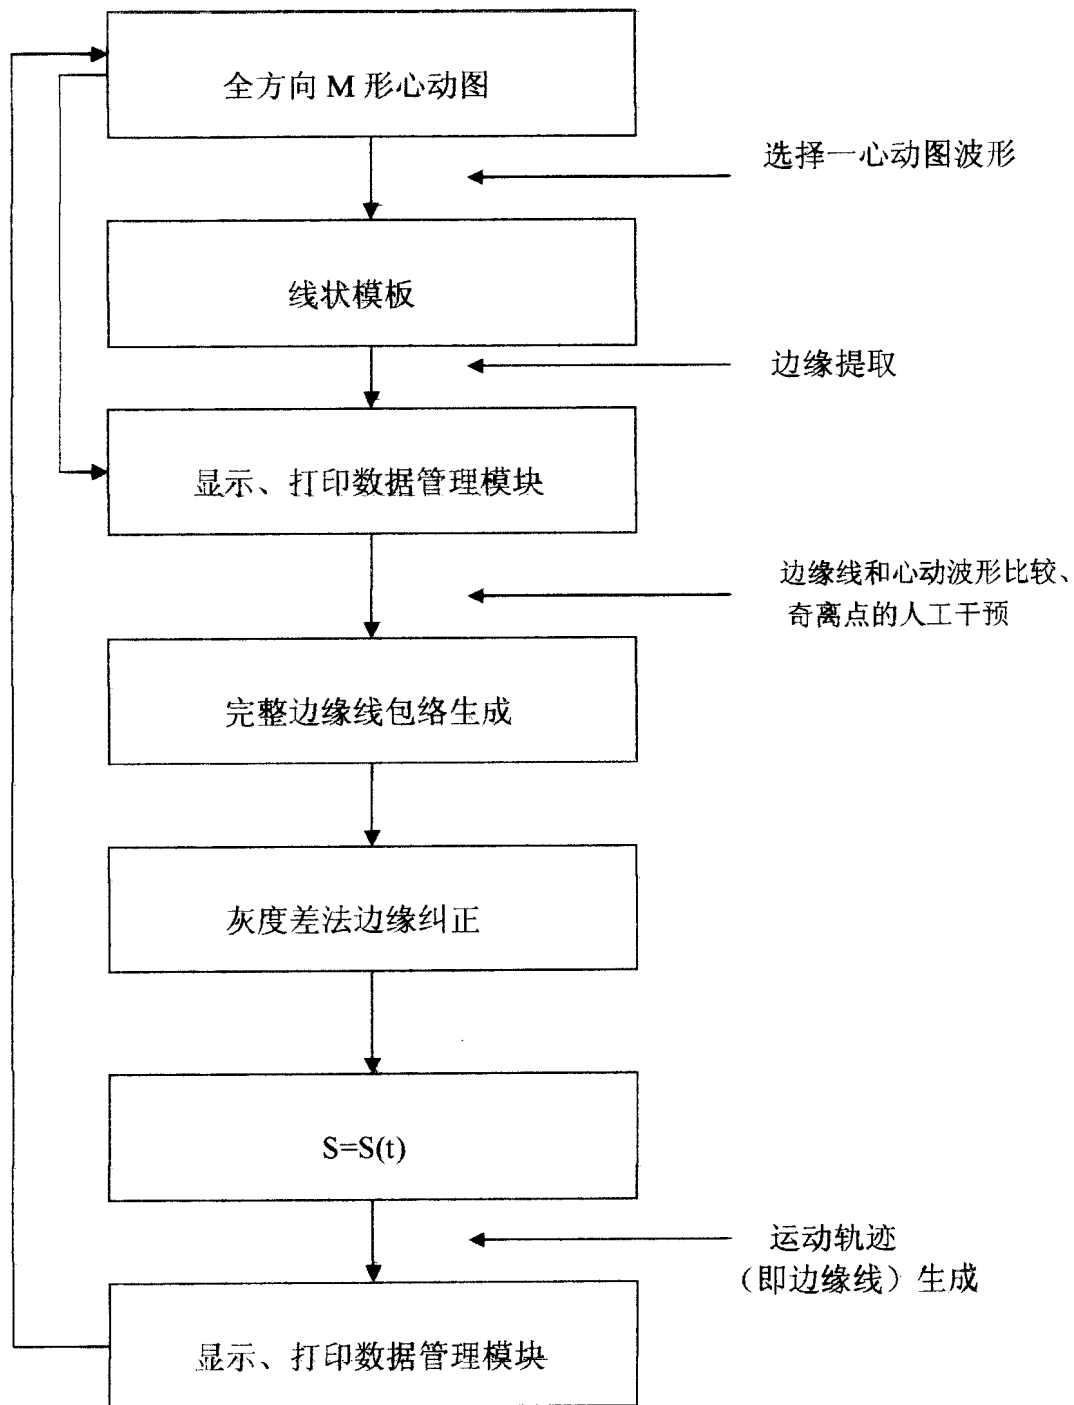 全方向 M 形心动图
选择一心动图波形
线状模板
边缘提取
显示、打印数据管理模块
边缘线和心动波形比较、
奇离点的人工干预
完整边缘线包络生成
灰度差法边缘纠正
S=S(t)
运动轨迹
（即边缘线）生成
显示、打印数据管理模块